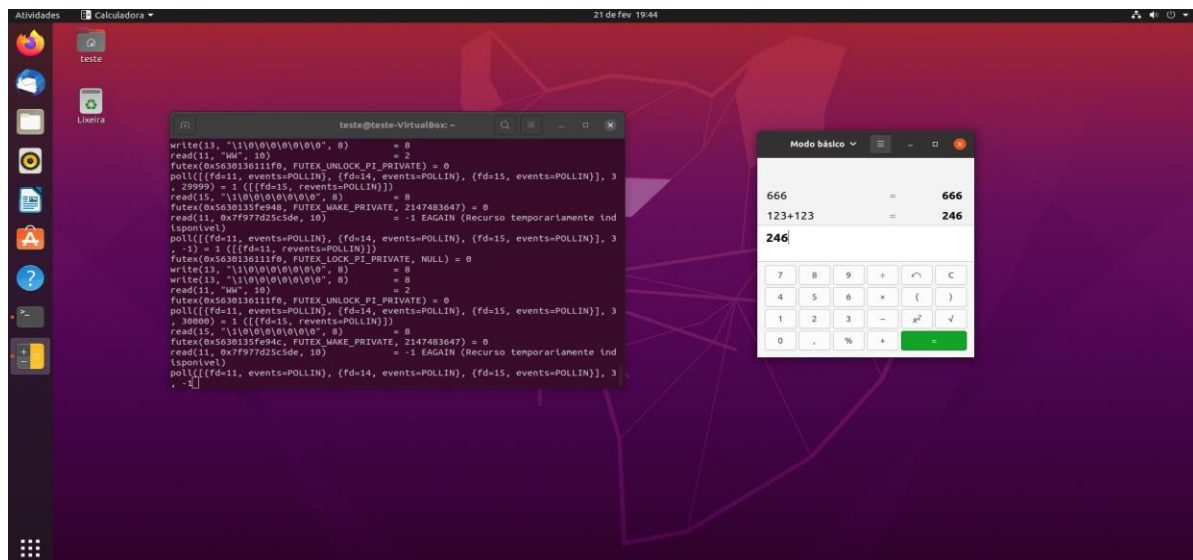 Atividades Calculadora 21 de fev 19:44
teste
Lixeira
teste@teste-VirtualBox: ~
write(13, "\1\0\0\0\0\0\0\0", 8) = 8
read(11, "WW", 10) = 2
futex(0x5630136111f0, FUTEX_UNLOCK_PI_PRIVATE) = 0
poll([{fd=11, events=POLLIN}, {fd=14, events=POLLIN}, {fd=15, events=POLLIN}], 3
, 29999) = 1 ([{fd=15, revents=POLLIN}])
read(15, "\1\0\0\0\0\0\0\0", 8) = 8
futex(0x5630135fe948, FUTEX_WAKE_PRIVATE, 2147483647) = 0
read(11, 0x7f977d25c5de, 10) = -1 EAGAIN (Recurso temporariamente ind
isponível)
poll([{fd=11, events=POLLIN}, {fd=14, events=POLLIN}, {fd=15, events=POLLIN}], 3
, -1) = 1 ([{fd=11, revents=POLLIN}])
futex(0x5630136111f0, FUTEX_LOCK_PI_PRIVATE, NULL) = 0
write(13, "\1\0\0\0\0\0\0\0", 8) = 8
write(13, "\1\0\0\0\0\0\0\0", 8) = 8
read(11, "WW", 10) = 2
futex(0x5630136111f0, FUTEX_UNLOCK_PI_PRIVATE) = 0
poll([{fd=11, events=POLLIN}, {fd=14, events=POLLIN}, {fd=15, events=POLLIN}], 3
, 30000) = 1 ([{fd=15, revents=POLLIN}])
read(15, "\1\0\0\0\0\0\0\0", 8) = 8
futex(0x5630135fe94c, FUTEX_WAKE_PRIVATE, 2147483647) = 0
read(11, 0x7f977d25c5de, 10) = -1 EAGAIN (Recurso temporariamente ind
isponível)
poll([{fd=11, events=POLLIN}, {fd=14, events=POLLIN}, {fd=15, events=POLLIN}], 3
, -1
Modo básico
666 = 666
123+123 = 246
246
7 8 9 ÷ C
4 5 6 × ( )
1 2 3 − x² √
0 , % + =